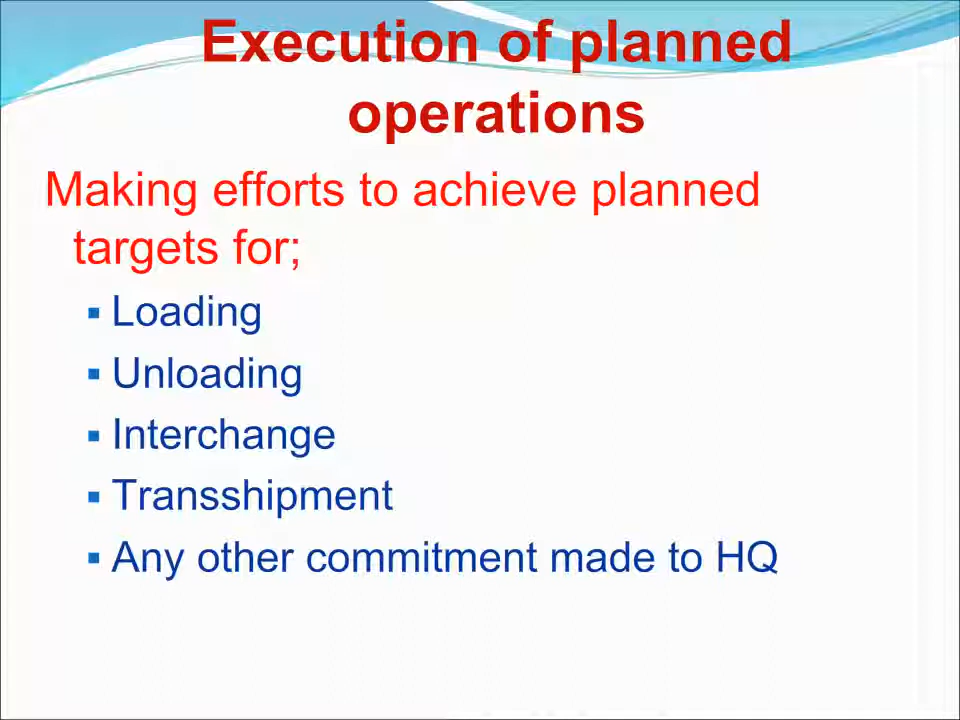 Execution of planned
operations
Making efforts to achieve planned
targets for;
▪ Loading
▪ Unloading
▪ Interchange
▪ Transshipment
▪ Any other commitment made to HQ